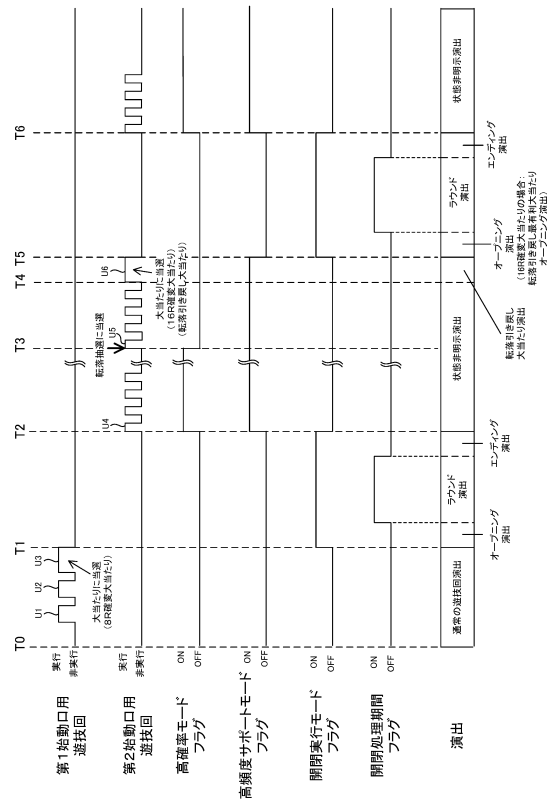 T0
T1
T2
T3
T4
T5
T6
第1始動口用
遊技回
実行
非実行
U1
U2
U3
大当たりに当選
(8R確変大当たり)
第2始動口用
遊技回
実行
非実行
U4
転落抽選に当選
U5
U6
大当たりに当選
(16R確変大当たり)
(転落引き戻し大当たり)
高確率モード
フラグ
ON
OFF
高頻度サポートモード
フラグ
ON
OFF
開閉実行モード
フラグ
ON
OFF
開閉処理期間
フラグ
ON
OFF
演出
通常の遊技回演出
オープニング
演出
ラウンド
演出
エンディング
演出
状態非明示演出
転落引き戻し
大当たり演出
オープニング
演出
(16R確変大当たりの場合:
転落引き戻し最有利大当たり
オープニング演出)
ラウンド
演出
エンディング
演出
状態非明示演出